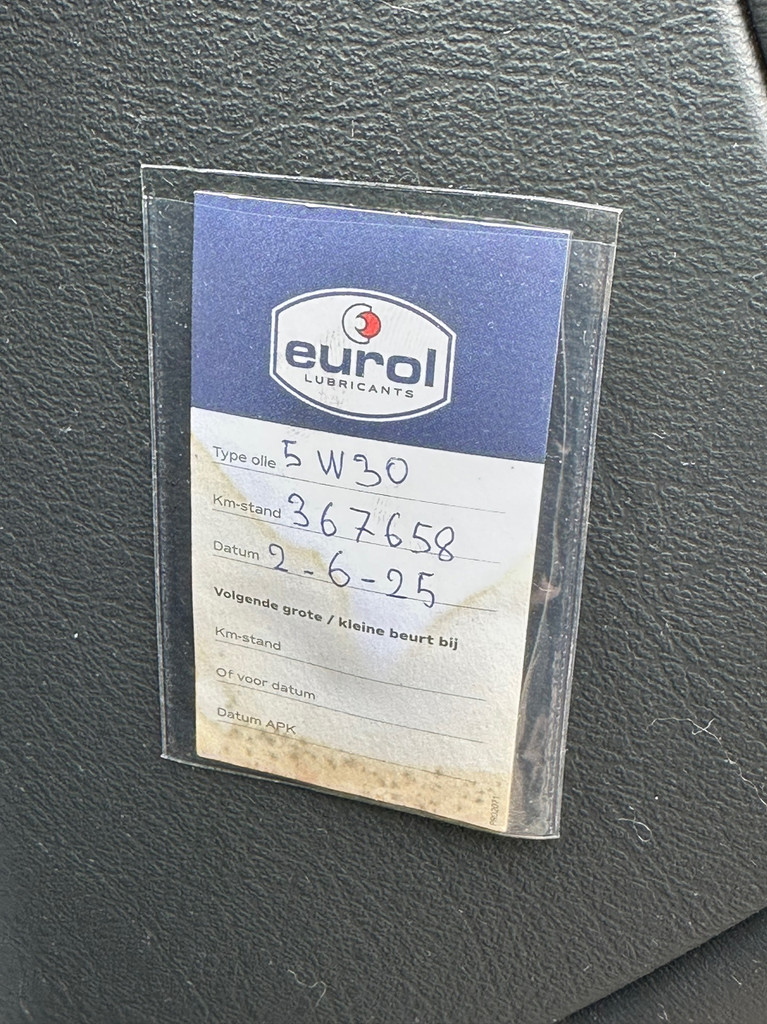 eurol
LUBRICANTS
Type olie 5W30
Km-stand 367658
Datum 2-6-25
Volgende grote / kleine beurt bij
Km-stand
Of voor datum
Datum APK